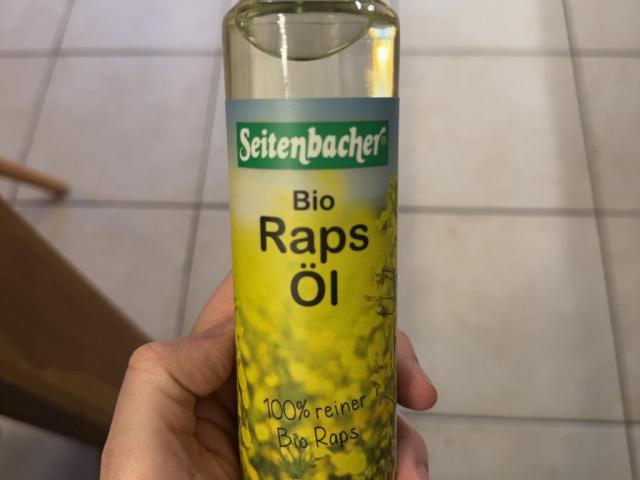 Seitenbacher®
Bio
Raps
Öl
100% reiner
Bio Raps